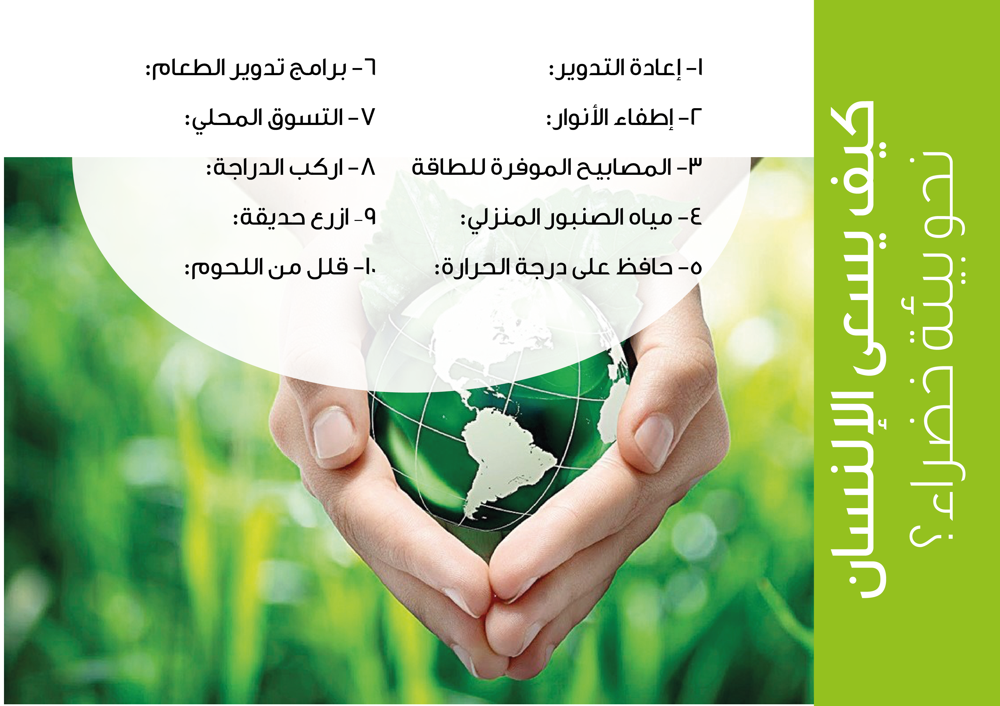 كيف يسعى الإنسان
نحو بيئة خضراء؟
١- إعادة التدوير:
٢- إطفاء الأنوار:
٣- المصابيح الموفرة للطاقة
٤- مياه الصنبور المنزلي:
٥- حافظ على درجة الحرارة:
٦- برامج تدوير الطعام:
٧- التسوق المحلي:
٨- اركب الدراجة:
٩- ازرع حديقة:
١٠- قلل من اللحوم: